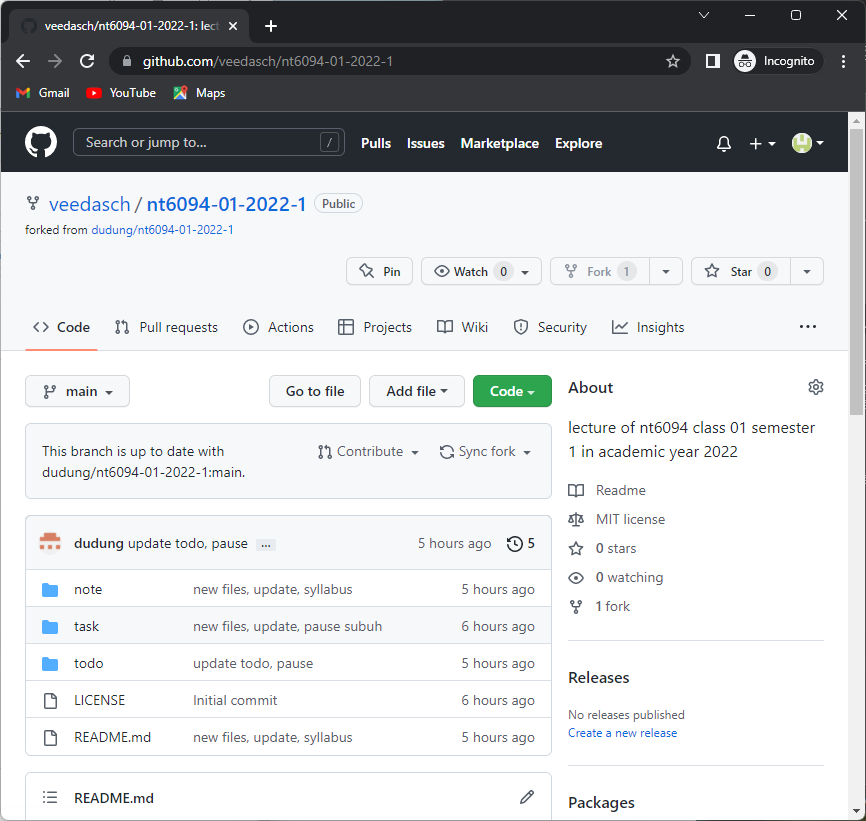 veedasch/nt6094-01-2022-1: lect
github.com/veedasch/nt6094-01-2022-1
Incognito
Gmail YouTube Maps
Search or jump to... / Pulls Issues Marketplace Explore
veedasch / nt6094-01-2022-1 Public
forked from dudung/nt6094-01-2022-1
Pin Watch 0 Fork 1 Star 0
Code Pull requests Actions Projects Wiki Security Insights ...
main Go to file Add file Code
This branch is up to date with
dudung/nt6094-01-2022-1:main.
Contribute Sync fork
dudung update todo, pause ... 5 hours ago 5
note new files, update, syllabus 5 hours ago
task new files, update, pause subuh 6 hours ago
todo update todo, pause 5 hours ago
LICENSE Initial commit 6 hours ago
README.md new files, update, syllabus 5 hours ago
README.md
About
lecture of nt6094 class 01 semester
1 in academic year 2022
Readme
MIT license
0 stars
0 watching
1 fork
Releases
No releases published
Create a new release
Packages